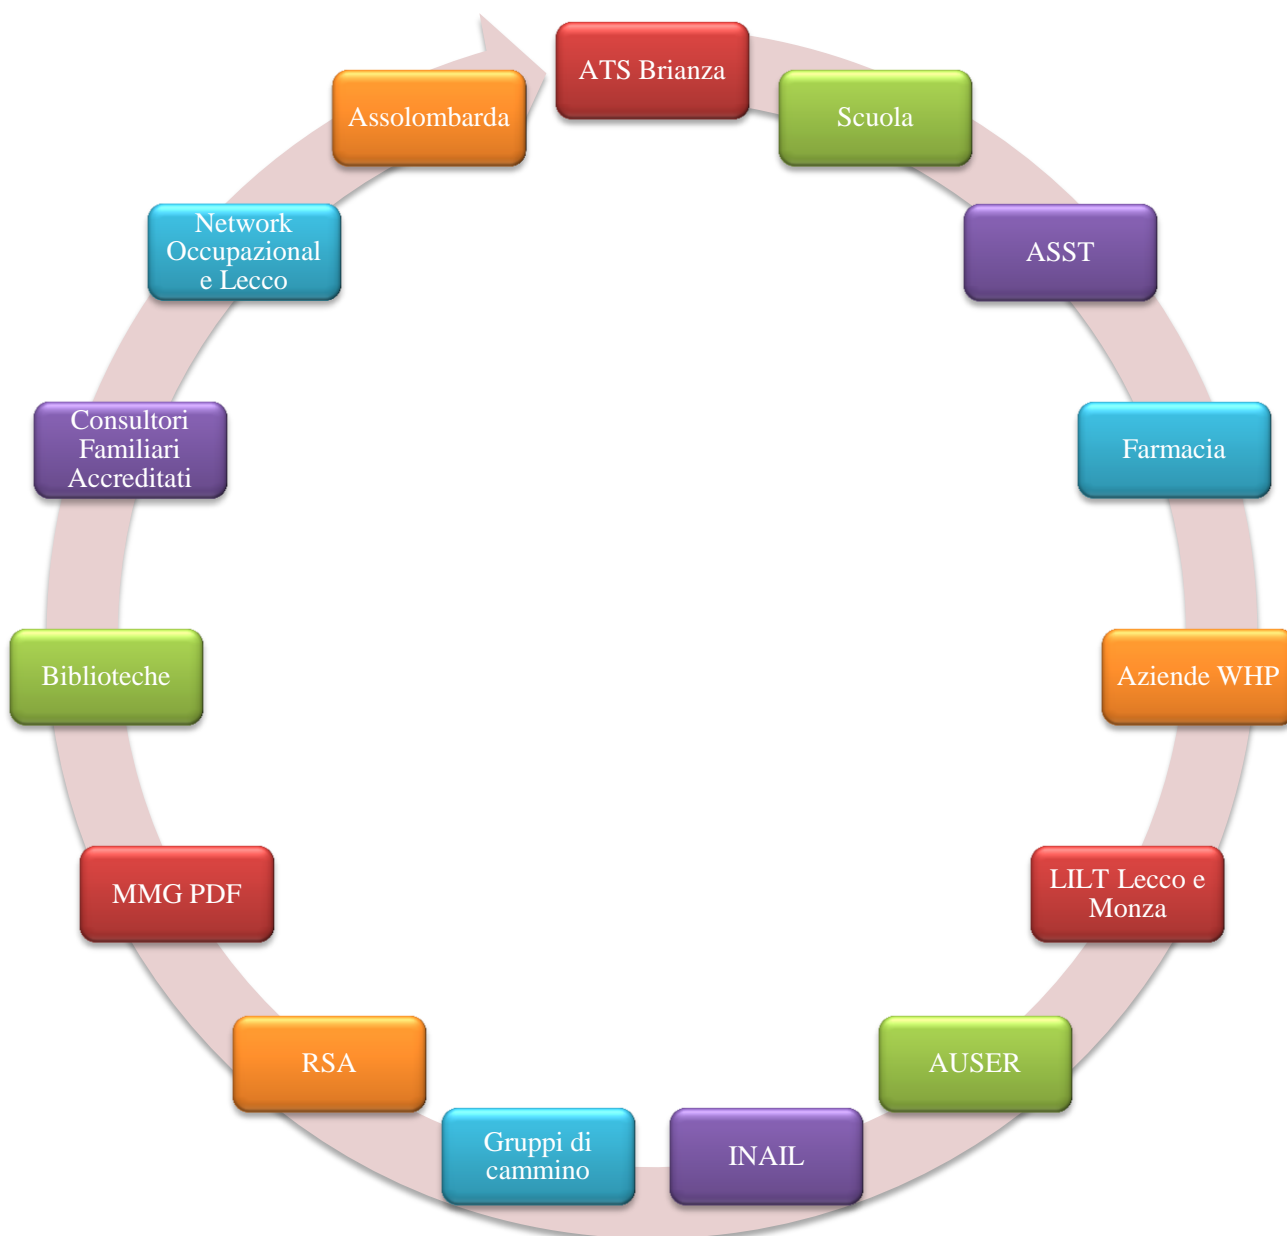 ATS Brianza
Scuola
ASST
Farmacia
Aziende WHP
LILT Lecco e
Monza
AUSER
INAIL
Gruppi di
cammino
RSA
MMG PDF
Biblioteche
Consultori
Familiari
Accreditati
Network
Occupazional
e Lecco
Assolombarda